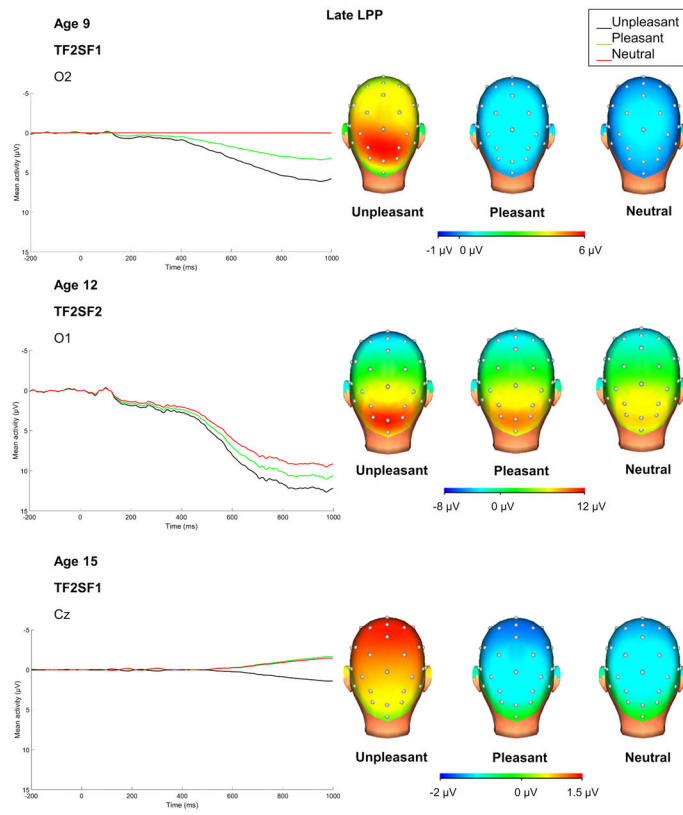 Late LPP
Unpleasant
Pleasant
Neutral
Age 9
TF2SF1
O2
-5
0
5
10
15
Mean activity (µV)
-200
0
200
400
600
800
1000
Time (ms)
Unpleasant
Pleasant
Neutral
-1 µV
0 µV
6 µV
Age 12
TF2SF2
O1
-5
0
5
10
15
Mean activity (µV)
-200
0
200
400
600
800
1000
Time (ms)
Unpleasant
Pleasant
Neutral
-8 µV
0 µV
12 µV
Age 15
TF2SF1
Cz
-5
0
5
10
15
Mean activity (µV)
-200
0
200
400
600
800
1000
Time (ms)
Unpleasant
Pleasant
Neutral
-2 µV
0 µV
1.5 µV